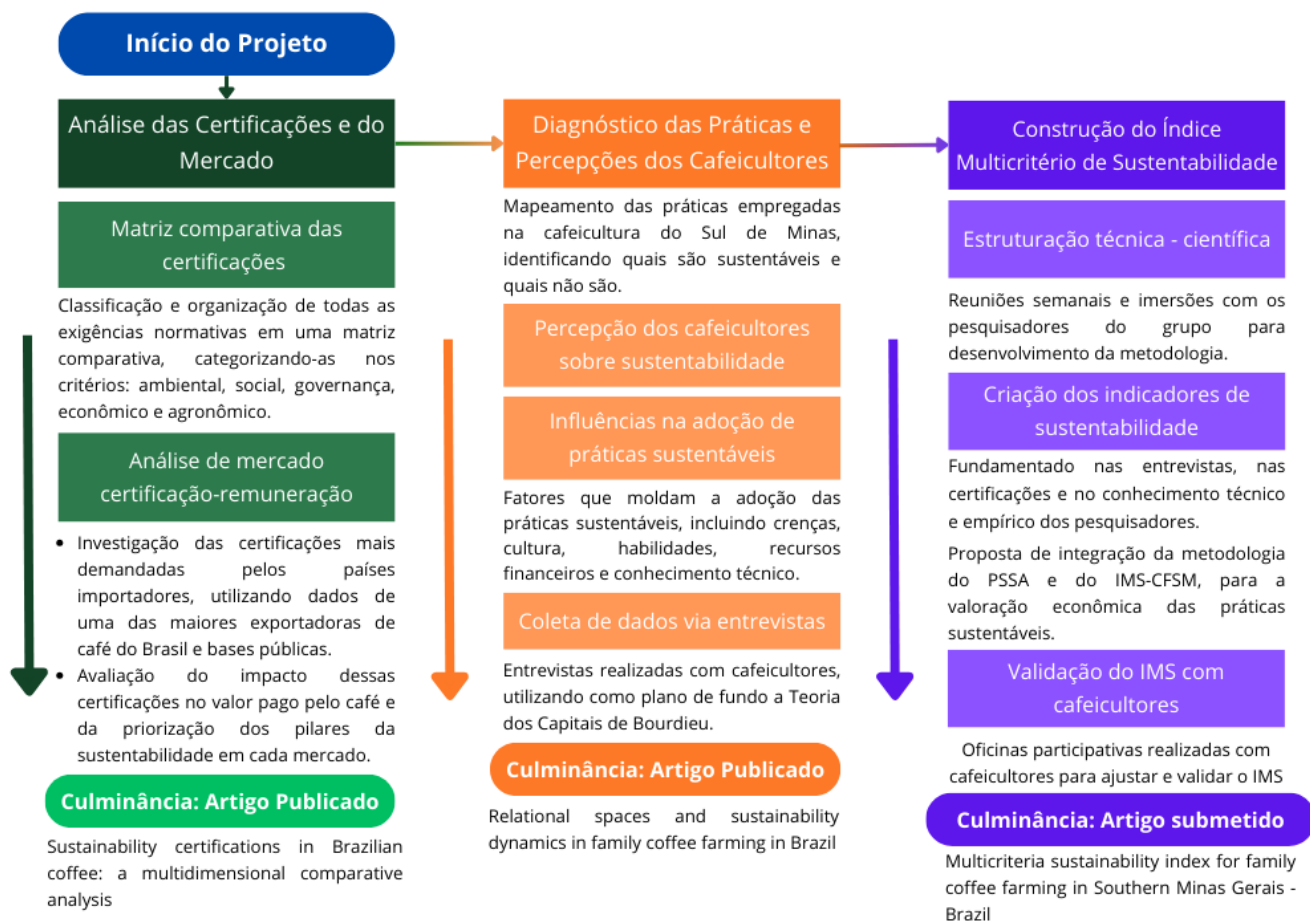 Início do Projeto
Análise das Certificações e do
Mercado
Matriz comparativa das
certificações
Classificação e organização de todas as
exigências normativas em uma matriz
comparativa, categorizando-as nos
critérios: ambiental, social, governança,
econômico e agronômico.
Análise de mercado
certificação-remuneração
• Investigação das certificações mais
demandadas pelos países
importadores, utilizando dados de
uma das maiores exportadoras de
café do Brasil e bases públicas.
• Avaliação do impacto dessas
certificações no valor pago pelo café e
da priorização dos pilares da
sustentabilidade em cada mercado.
Culminância: Artigo Publicado
Sustainability certifications in Brazilian
coffee: a multidimensional comparative
analysis
Diagnóstico das Práticas e
Percepções dos Cafeicultores
Mapeamento das práticas empregadas
na cafeicultura do Sul de Minas,
identificando quais são sustentáveis e
quais não são.
Percepção dos cafeicultores
sobre sustentabilidade
Influências na adoção de
práticas sustentáveis
Fatores que moldam a adoção das
práticas sustentáveis, incluindo crenças,
cultura, habilidades, recursos
financeiros e conhecimento técnico.
Coleta de dados via entrevistas
Entrevistas realizadas com cafeicultores,
utilizando como plano de fundo a Teoria
dos Capitais de Bourdieu.
Culminância: Artigo Publicado
Relational spaces and sustainability
dynamics in family coffee farming in Brazil
Construção do Índice
Multicritério de Sustentabilidade
Estruturação técnica - científica
Reuniões semanais e imersões com os
pesquisadores do grupo para
desenvolvimento da metodologia.
Criação dos indicadores de
sustentabilidade
Fundamentado nas entrevistas, nas
certificações e no conhecimento técnico
e empírico dos pesquisadores.
Proposta de integração da metodologia
do PSSA e do IMS-CFSM, para a
valoração econômica das práticas
sustentáveis.
Validação do IMS com
cafeicultores
Oficinas participativas realizadas com
cafeicultores para ajustar e validar o IMS
Culminância: Artigo submetido
Multicriteria sustainability index for family
coffee farming in Southern Minas Gerais -
Brazil